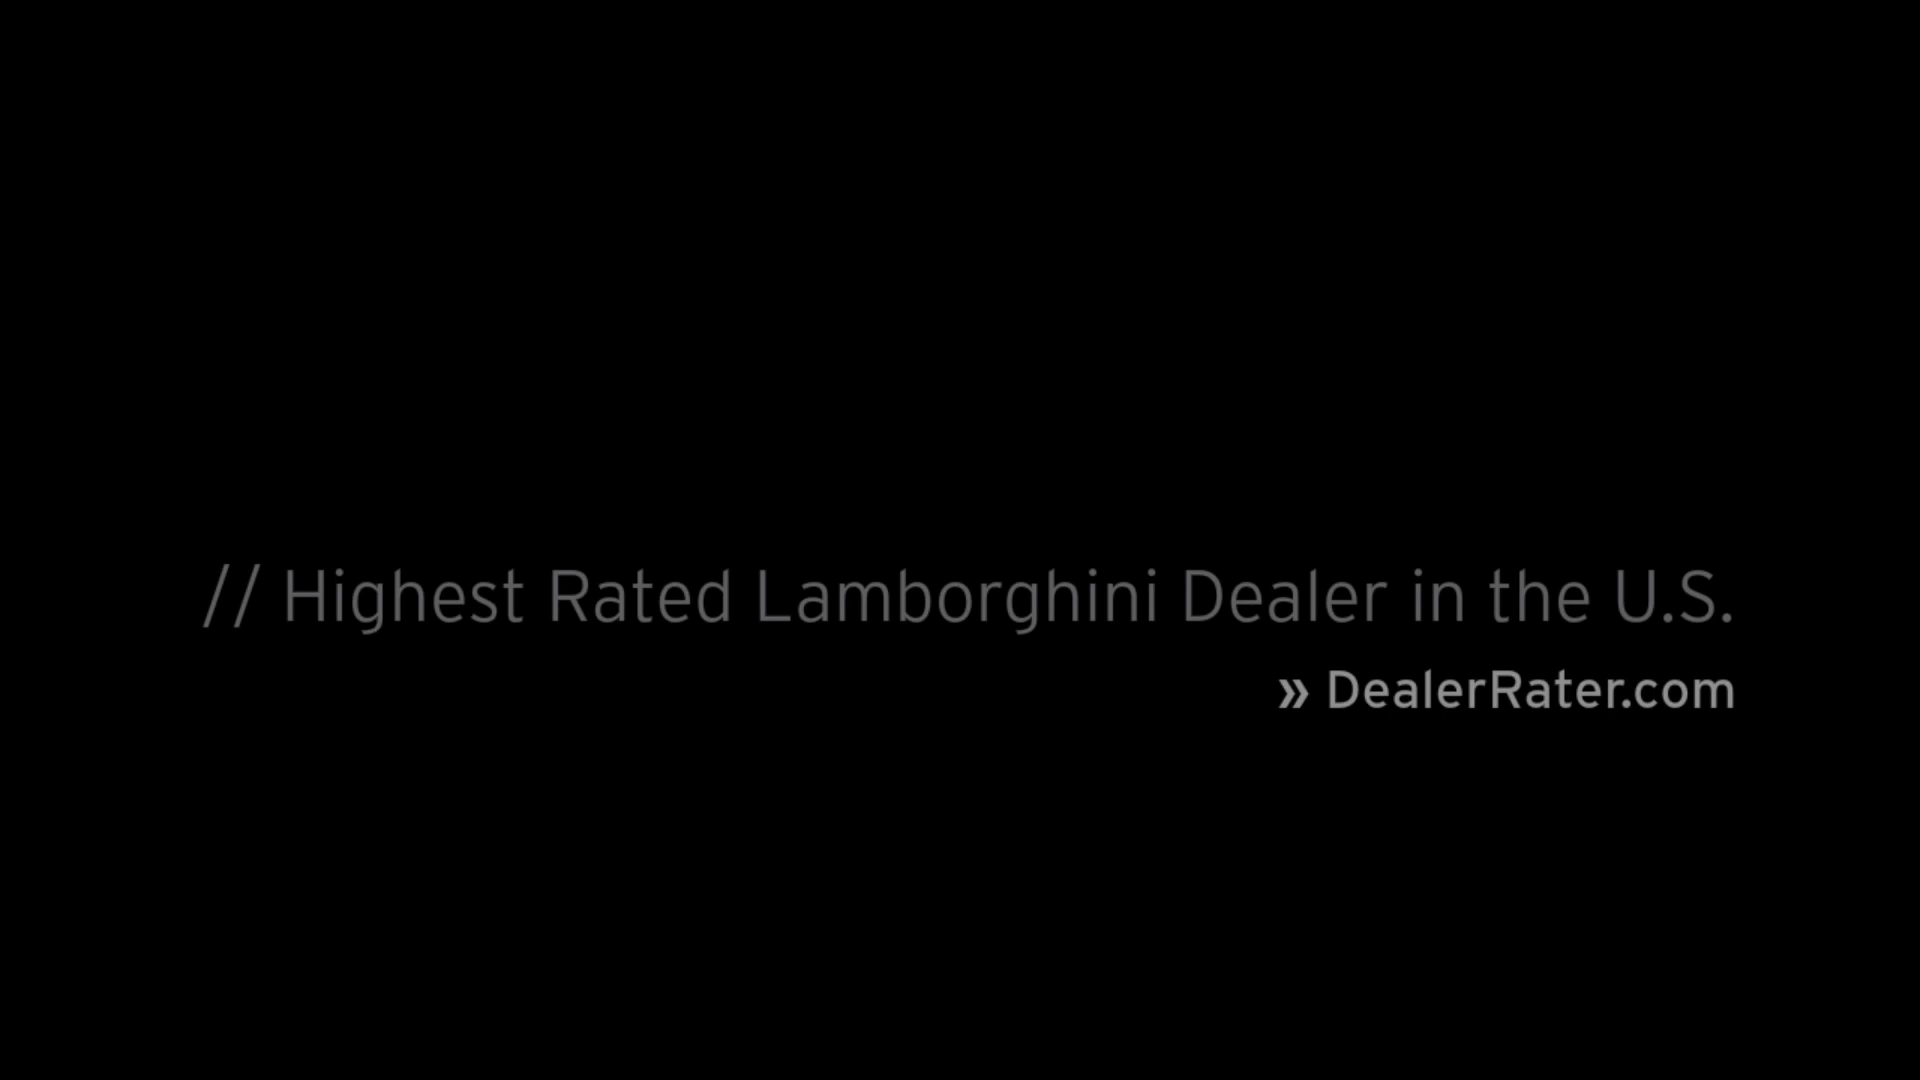 // Highest Rated Lamborghini Dealer in the U.S.
» DealerRater.com